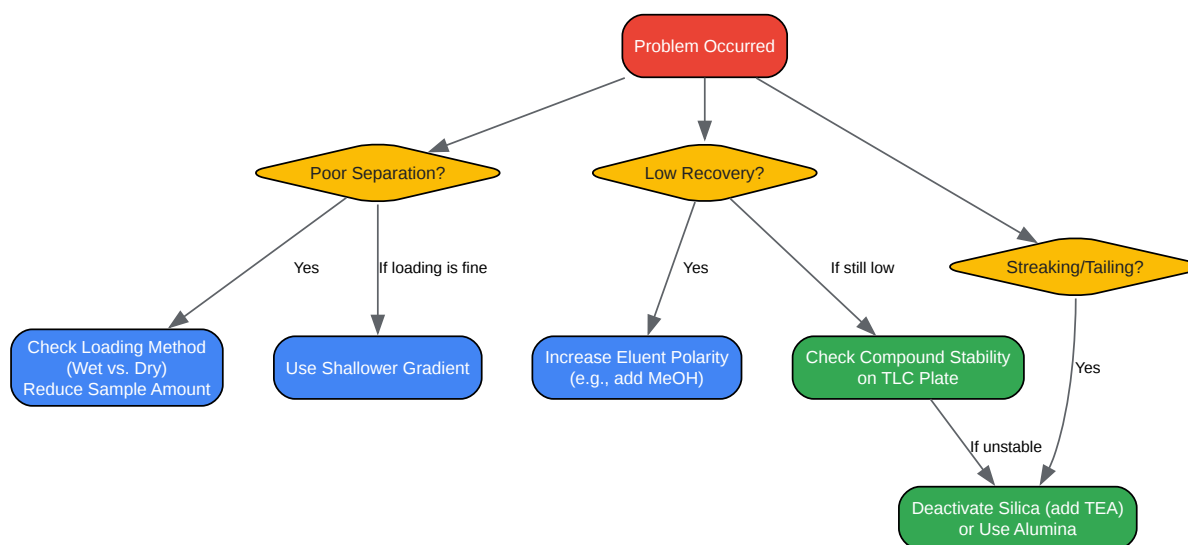 Problem Occurred
Poor Separation?
Low Recovery?
Streaking/Tailing?
Yes
If loading is fine
Yes
If still low
Check Loading Method
(Wet vs. Dry)
Reduce Sample Amount
Use Shallower Gradient
Increase Eluent Polarity
(e.g., add MeOH)
Check Compound Stability
on TLC Plate
Yes
If unstable
Deactivate Silica (add TEA)
or Use Alumina